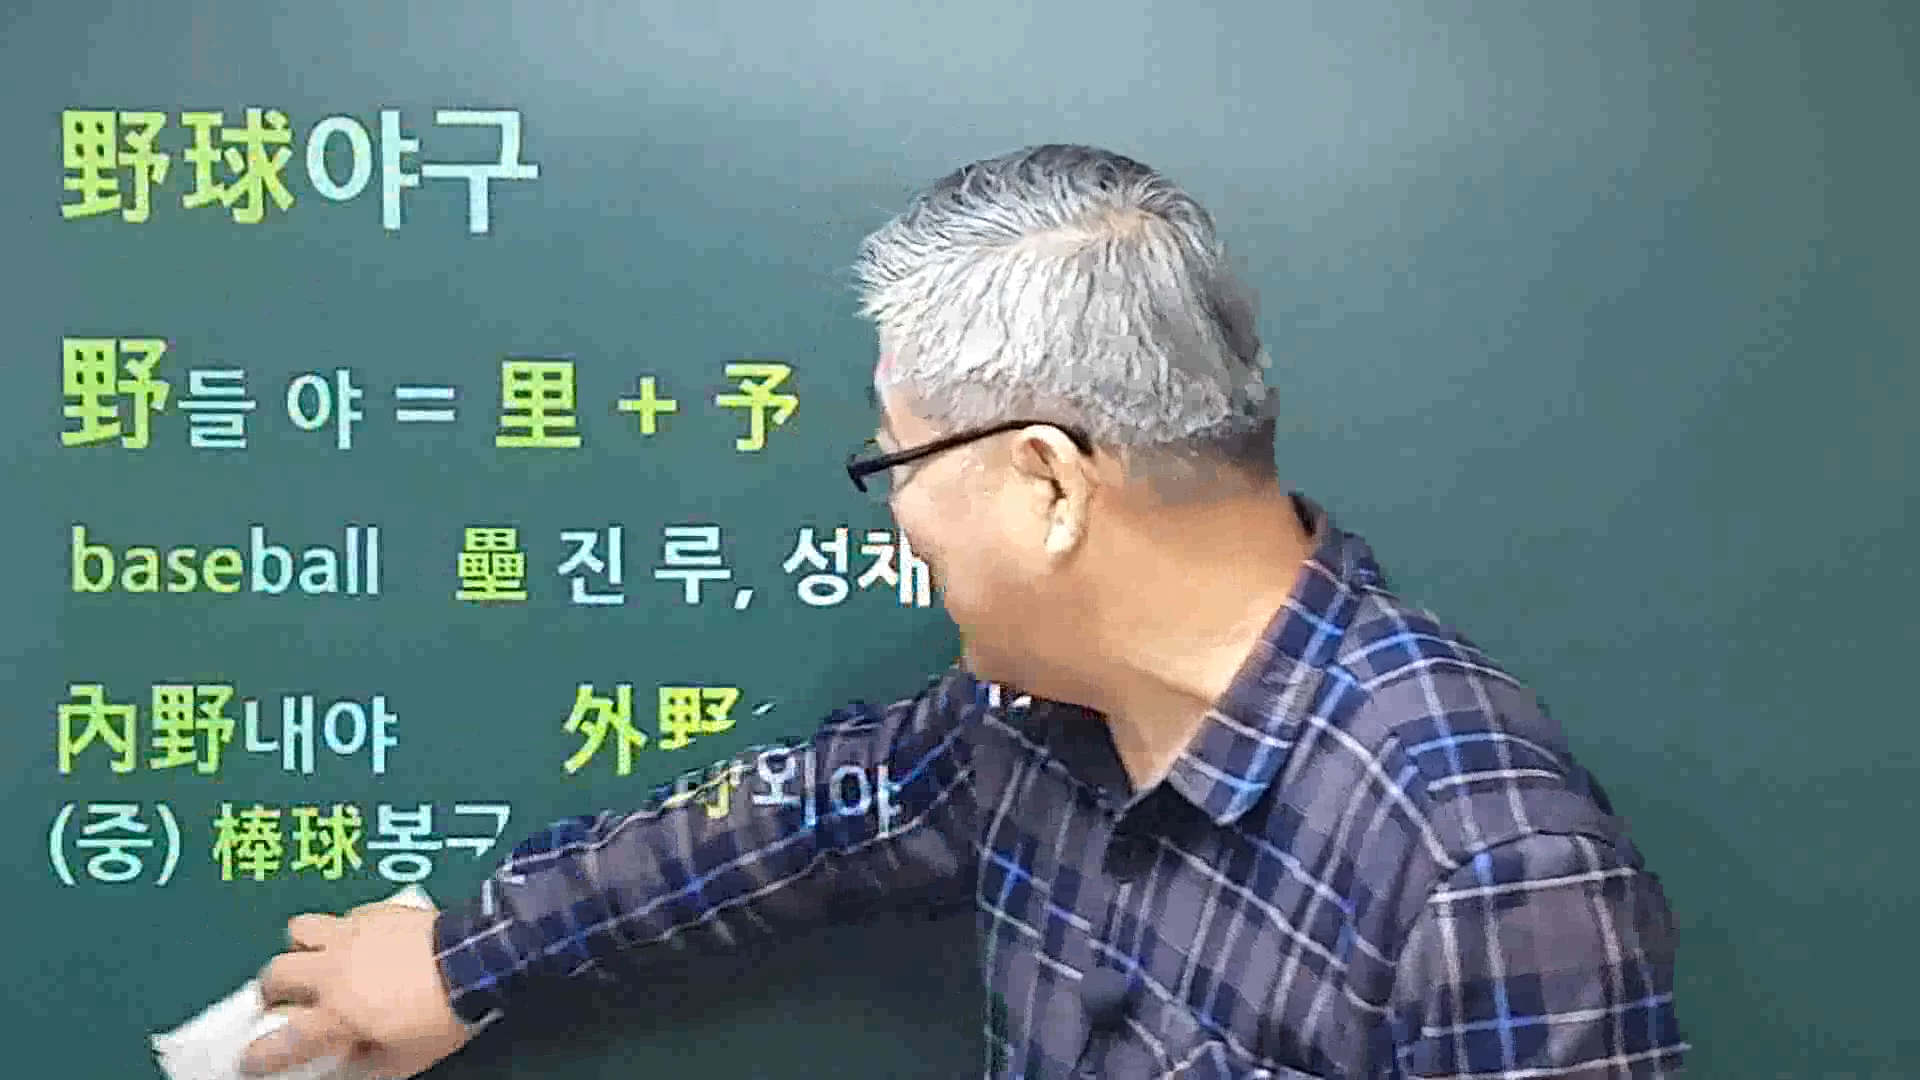 野球야구
野들 야 = 里 + 予
baseball 壘 진 루, 성채
內野내야 外野외야
(중) 棒球봉구